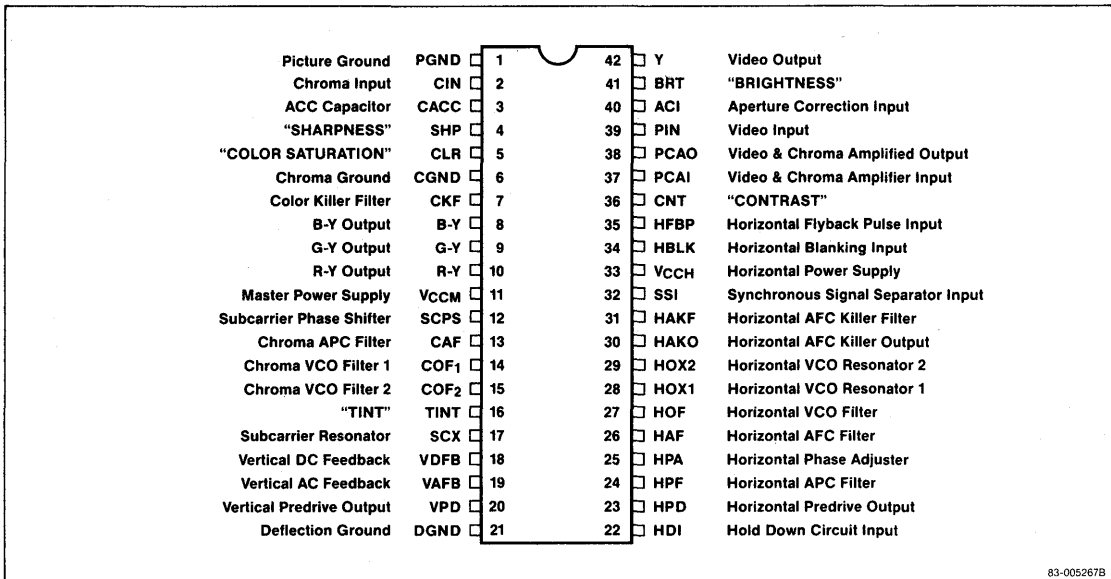 Picture Ground PGND 1 42 Y Video Output
Chroma Input CIN 2 41 BRT "BRIGHTNESS"
ACC Capacitor CACC 3 40 ACI Aperture Correction Input
"SHARPNESS" SHP 4 39 PIN Video Input
"COLOR SATURATION" CLR 5 38 PCAO Video & Chroma Amplified Output
Chroma Ground CGND 6 37 PCAI Video & Chroma Amplifier Input
Color Killer Filter CKF 7 36 CNT "CONTRAST"
B-Y Output B-Y 8 35 HFBP Horizontal Flyback Pulse Input
G-Y Output G-Y 9 34 HBLK Horizontal Blanking Input
R-Y Output R-Y 10 33 VCCH Horizontal Power Supply
Master Power Supply VCCM 11 32 SSI Synchronous Signal Separator Input
Subcarrier Phase Shifter SCPS 12 31 HAKF Horizontal AFC Killer Filter
Chroma APC Filter CAF 13 30 HAKO Horizontal AFC Killer Output
Chroma VCO Filter 1 COF1 14 29 HOX2 Horizontal VCO Resonator 2
Chroma VCO Filter 2 COF2 15 28 HOX1 Horizontal VCO Resonator 1
"TINT" TINT 16 27 HOF Horizontal VCO Filter
Subcarrier Resonator SCX 17 26 HAF Horizontal AFC Filter
Vertical DC Feedback VDFB 18 25 HPA Horizontal Phase Adjuster
Vertical AC Feedback VAFB 19 24 HPF Horizontal APC Filter
Vertical Predrive Output VPD 20 23 HPD Horizontal Predrive Output
Deflection Ground DGND 21 22 HDI Hold Down Circuit Input
83-005267B